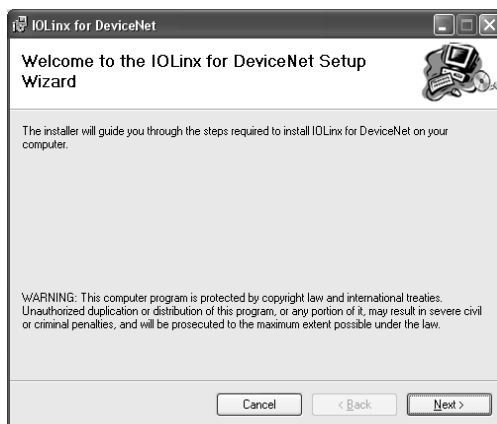 IOLinx for DeviceNet
Welcome to the IOLinx for DeviceNet Setup
Wizard
The installer will guide you through the steps required to install IOLinx for DeviceNet on your
computer.
WARNING: This computer program is protected by copyright law and international treaties.
Unauthorized duplication or distribution of this program, or any portion of it, may result in severe civil
or criminal penalties, and will be prosecuted to the maximum extent possible under the law.
Cancel
< Back
Next >